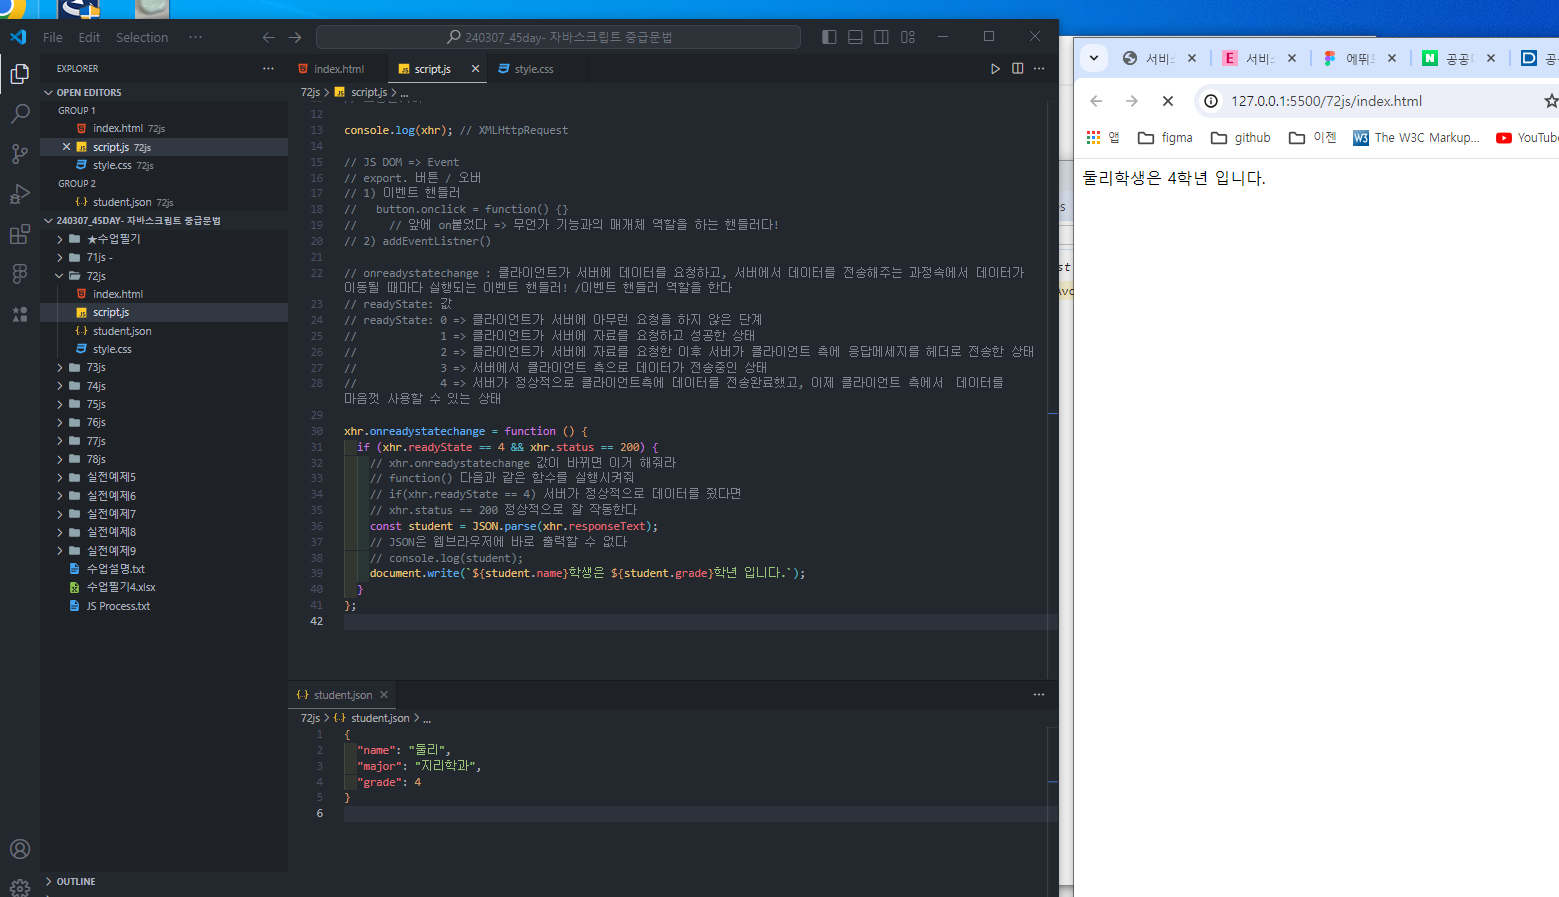 File Edit Selection ···
240307_45day- 자바스크립트 중급문법
EXPLORER
OPEN EDITORS
GROUP 1
index.html 72js
script.js 72js
style.css 72js
GROUP 2
student.json 72js
240307_45DAY- 자바스크립트 중급문법
★수업필기
71js -
72js
index.html
script.js
student.json
style.css
73js
74js
75js
76js
77js
78js
실전예제5
실전예제6
실전예제7
실전예제8
실전예제9
수업설명.txt
수업필기4.xlsx
JS Process.txt
OUTLINE
index.html script.js style.css
72js > script.js > ...
12
13 console.log(xhr); // XMLHttpRequest
14
15 // JS DOM => Event
16 // export. 버튼 / 오버
17 // 1) 이벤트 핸들러
18 // button.onclick = function() {}
19 // // 앞에 on붙었다 => 무언가 기능과의 매개체 역할을 하는 핸들러다!
20 // 2) addEventListner()
21
22 // onreadystatechange : 클라이언트가 서버에 데이터를 요청하고, 서버에서 데이터를 전송해주는 과정속에서 데이터가
이동될 때마다 실행되는 이벤트 핸들러! /이벤트 핸들러 역할을 한다
23 // readyState: 값
24 // readyState: 0 => 클라이언트가 서버에 아무런 요청을 하지 않은 단계
25 // 1 => 클라이언트가 서버에 자료를 요청하고 성공한 상태
26 // 2 => 클라이언트가 서버에 자료를 요청한 이후 서버가 클라이언트 측에 응답메세지를 헤더로 전송한 상태
27 // 3 => 서버에서 클라이언트 측으로 데이터가 전송중인 상태
28 // 4 => 서버가 정상적으로 클라이언트측에 데이터를 전송완료했고, 이제 클라이언트 측에서 데이터를
마음껏 사용할 수 있는 상태
29
30 xhr.onreadystatechange = function () {
31 if (xhr.readyState == 4 && xhr.status == 200) {
32 // xhr.onreadystatechange 값이 바뀌면 이거 해줘라
33 // function() 다음과 같은 함수를 실행시켜줘
34 // if(xhr.readyState == 4) 서버가 정상적으로 데이터를 줬다면
35 // xhr.status == 200 정상적으로 잘 작동한다
36 const student = JSON.parse(xhr.responseText);
37 // JSON은 웹브라우저에 바로 출력할 수 없다
38 // console.log(student);
39 document.write(`${student.name}학생은 ${student.grade}학년 입니다.`);
40 }
41 };
42
student.json
72js > student.json > ...
1 {
2 "name": "둘리",
3 "major": "지리학과",
4 "grade": 4
5 }
6
서비 서비 에뛰 공공 공
127.0.0.1:5500/72js/index.html
앱 figma github 이젠 The W3C Markup... YouTube
둘리학생은 4학년 입니다.